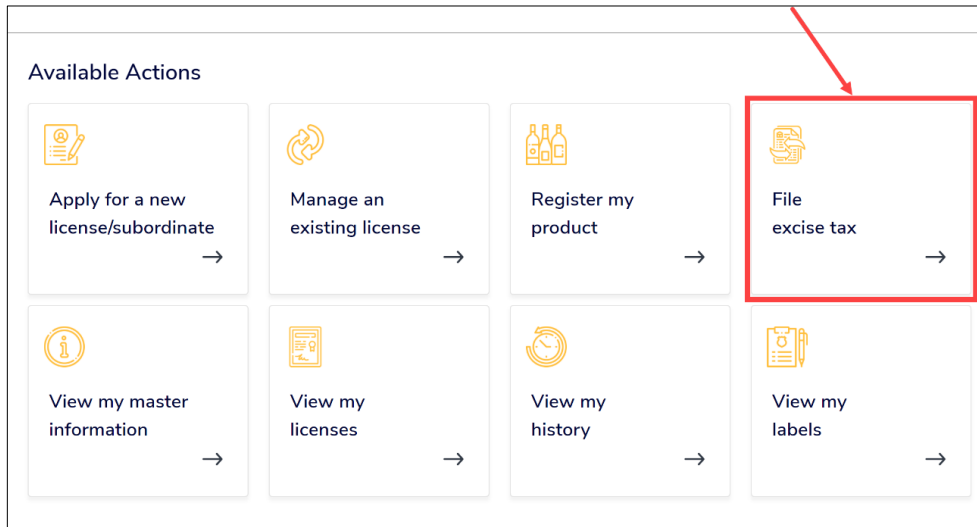 Available Actions
Apply for a new
license/subordinate
Manage an
existing license
Register my
product
File
excise tax
View my master
information
View my
licenses
View my
history
View my
labels